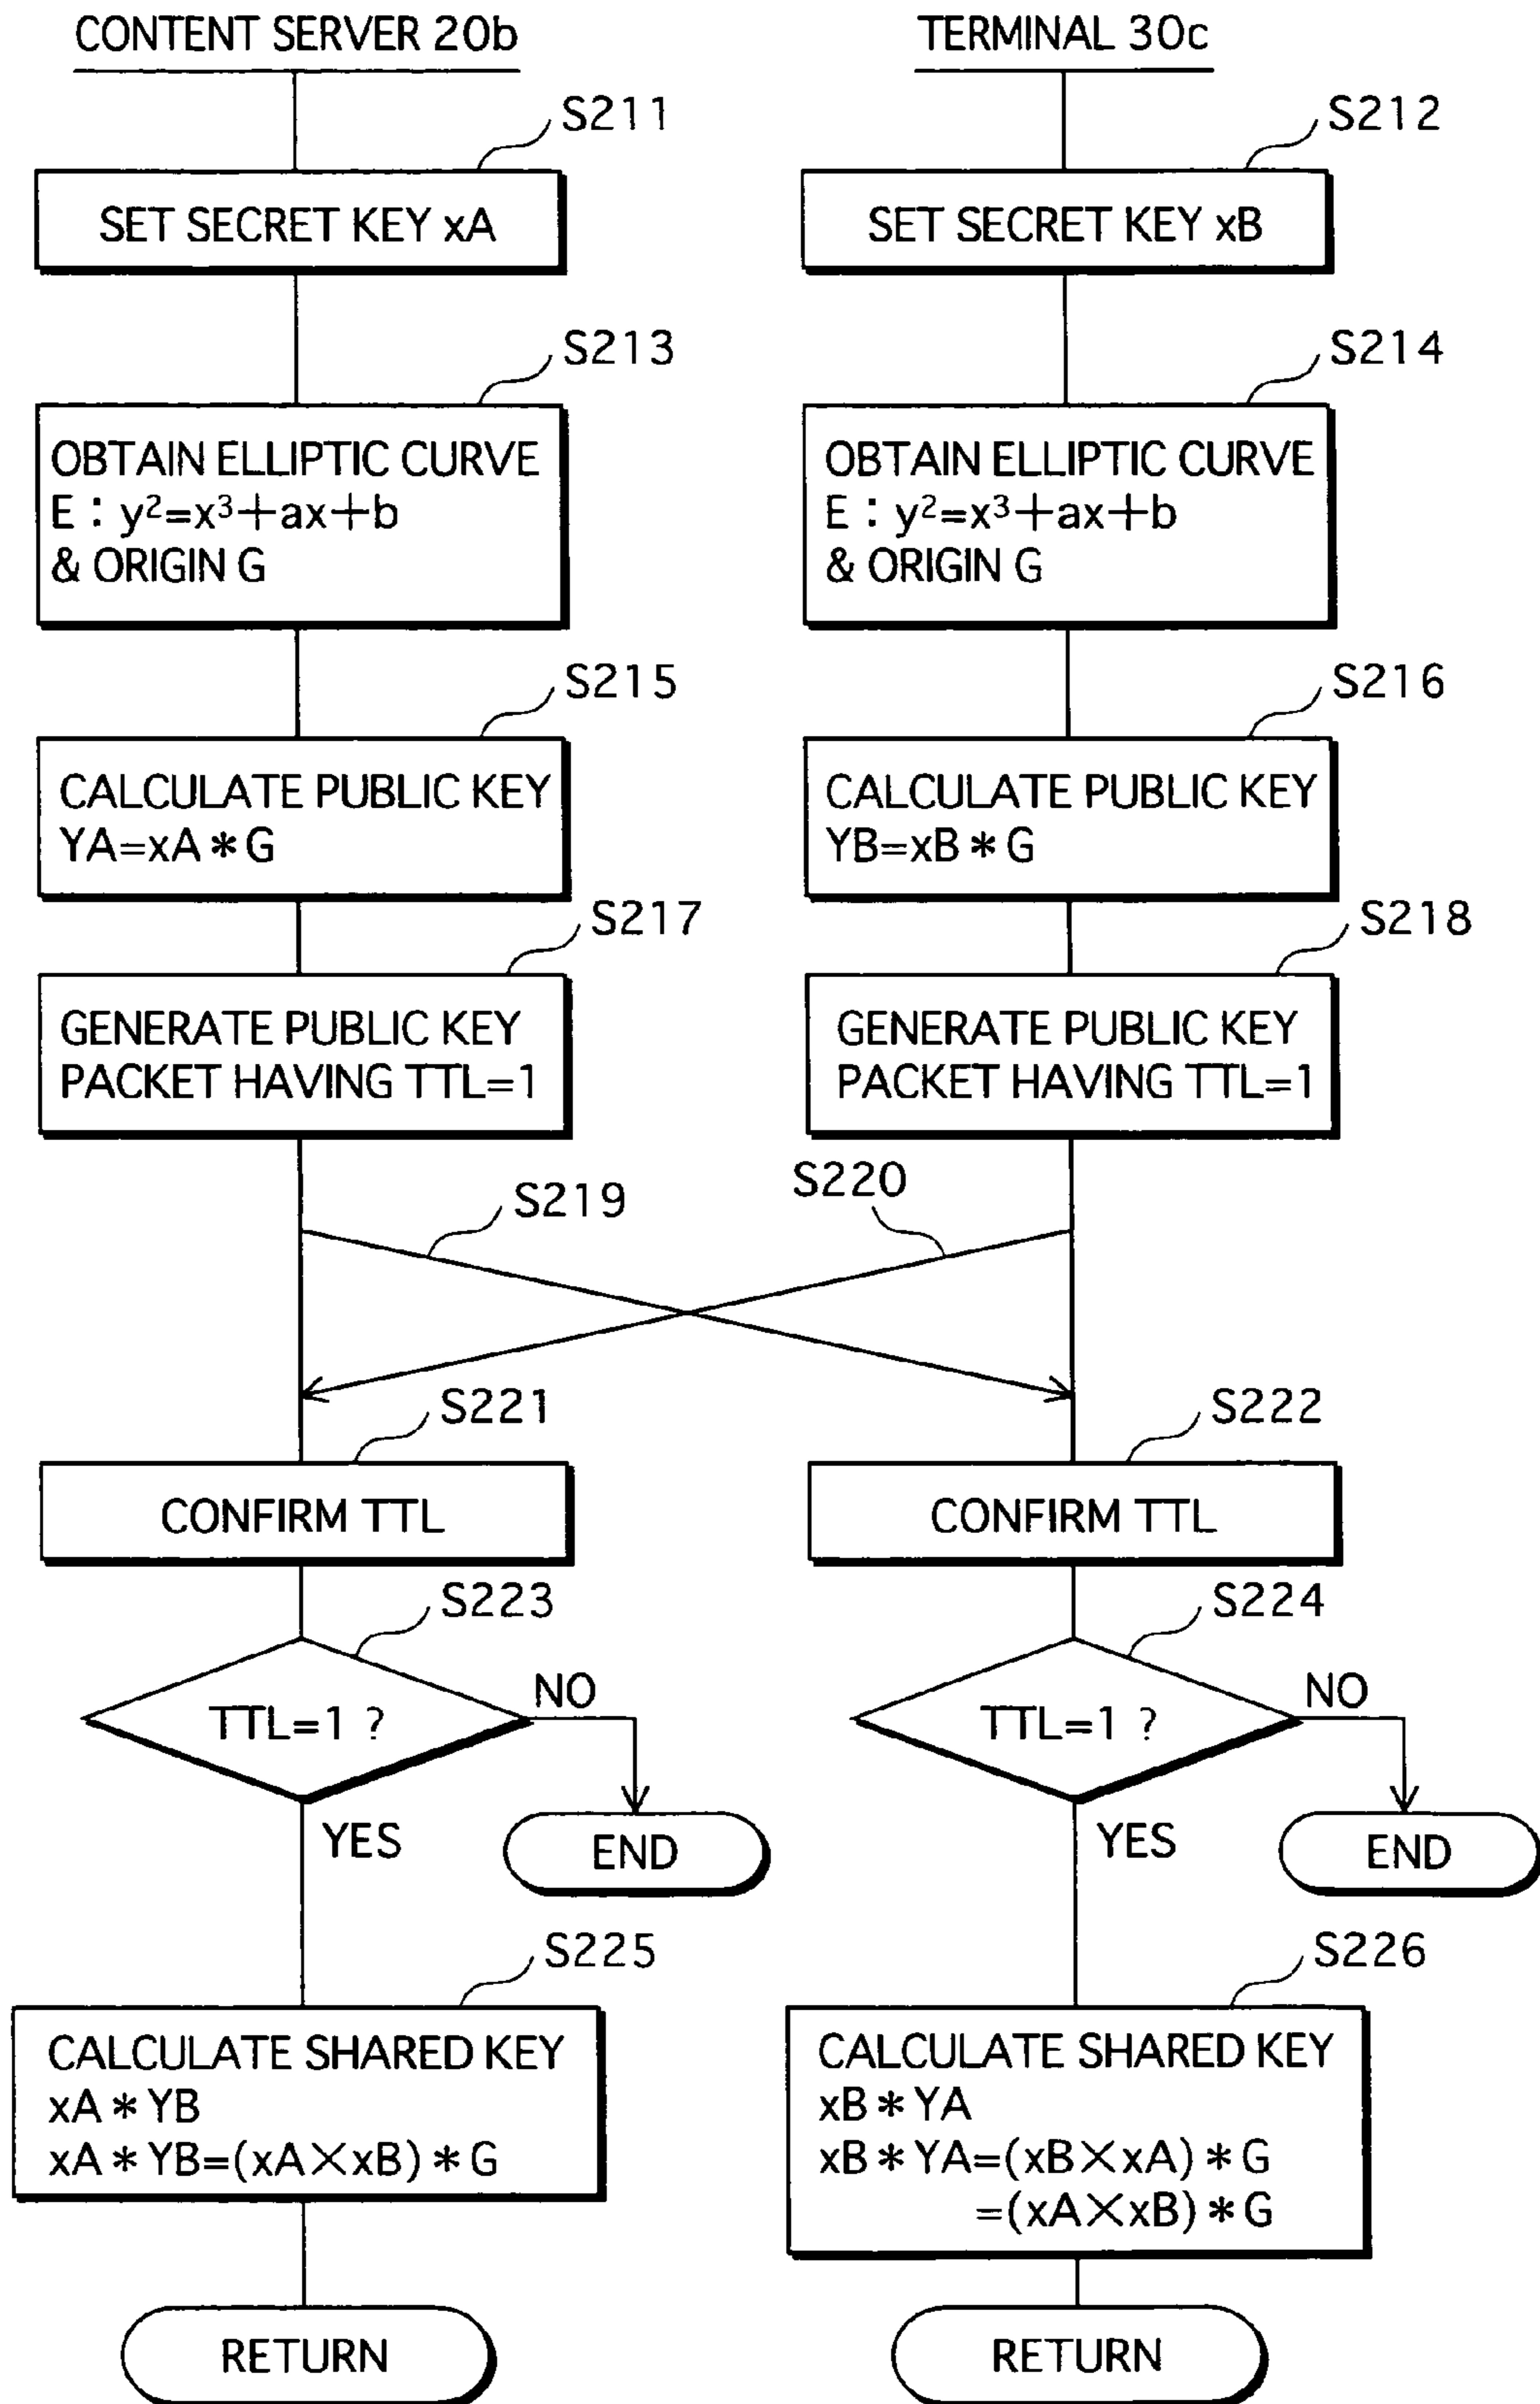 CONTENT SERVER 20b
TERMINAL 30c
S211
S212
SET SECRET KEY xA
SET SECRET KEY xB
S213
S214
OBTAIN ELLIPTIC CURVE
E : y²=x³+ax+b
& ORIGIN G
OBTAIN ELLIPTIC CURVE
E : y²=x³+ax+b
& ORIGIN G
S215
S216
CALCULATE PUBLIC KEY
YA=xA*G
CALCULATE PUBLIC KEY
YB=xB*G
S217
S218
GENERATE PUBLIC KEY
PACKET HAVING TTL=1
GENERATE PUBLIC KEY
PACKET HAVING TTL=1
S219
S220
S221
S222
CONFIRM TTL
CONFIRM TTL
S223
S224
TTL=1 ?
NO
TTL=1 ?
NO
YES
END
YES
END
S225
S226
CALCULATE SHARED KEY
xA*YB
xA*YB=(xA×xB)*G
CALCULATE SHARED KEY
xB*YA
xB*YA=(xB×xA)*G
=(xA×xB)*G
RETURN
RETURN